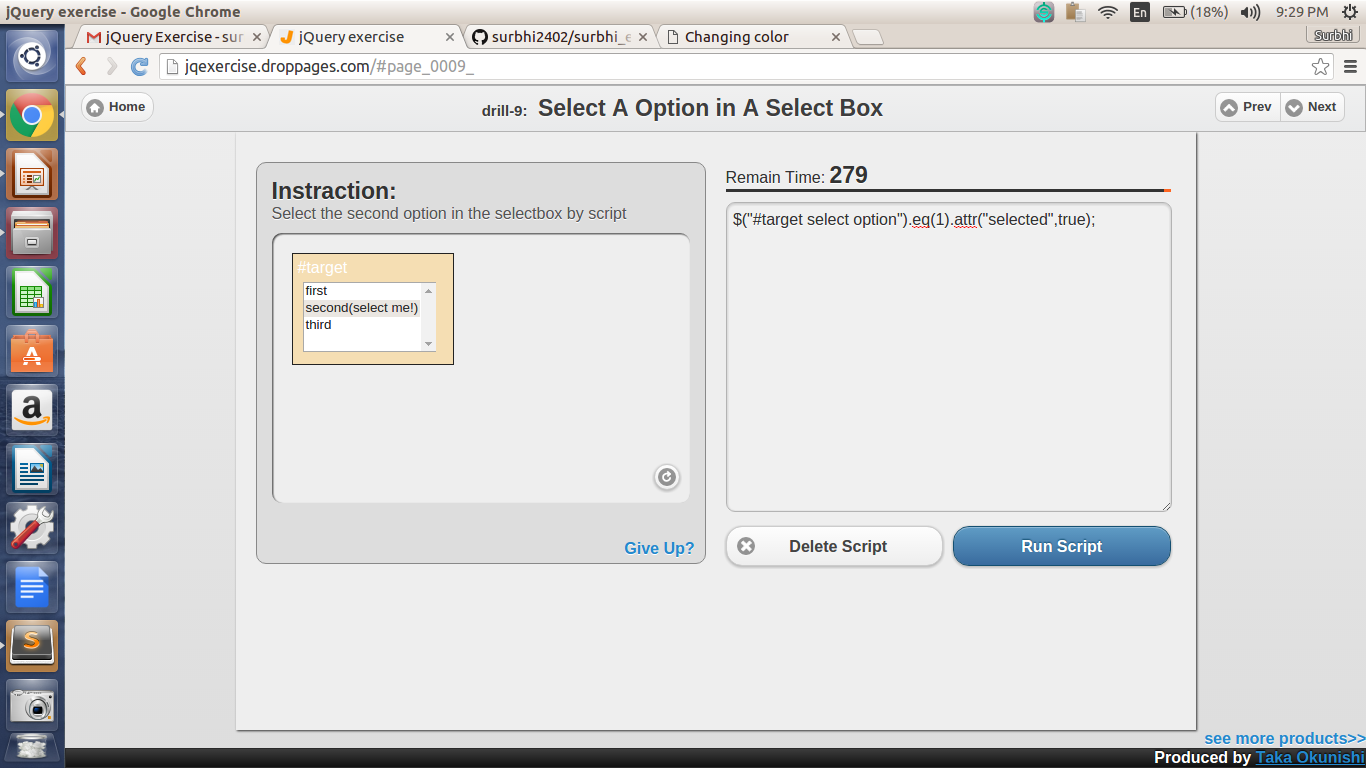 jQuery exercise - Google Chrome
En (18%) 9:29 PM
jQuery Exercise - sur
jQuery exercise
surbhi2402/surbhi_e
Changing color
Surbhi
jqexercise.droppages.com/#page_0009_
Home
drill-9: Select A Option in A Select Box
Prev
Next
Instraction:
Select the second option in the selectbox by script
#target
first
second(select me!)
third
Give Up?
Remain Time: 279
$("#target select option").eq(1).attr("selected",true);
Delete Script
Run Script
see more products>>
Produced by Taka Okunishi